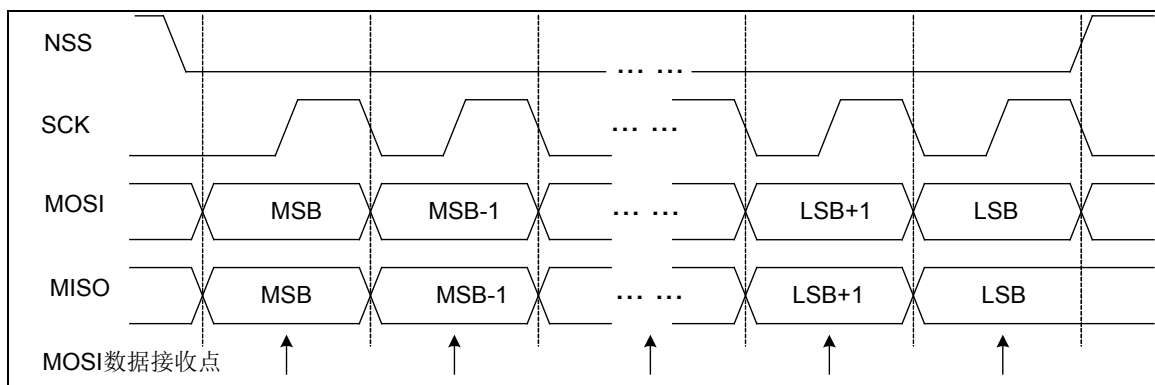 NSS
... ...
SCK
... ...
MOSI MSB MSB-1 ... ... LSB+1 LSB
MISO MSB MSB-1 ... ... LSB+1 LSB
MOSI数据接收点